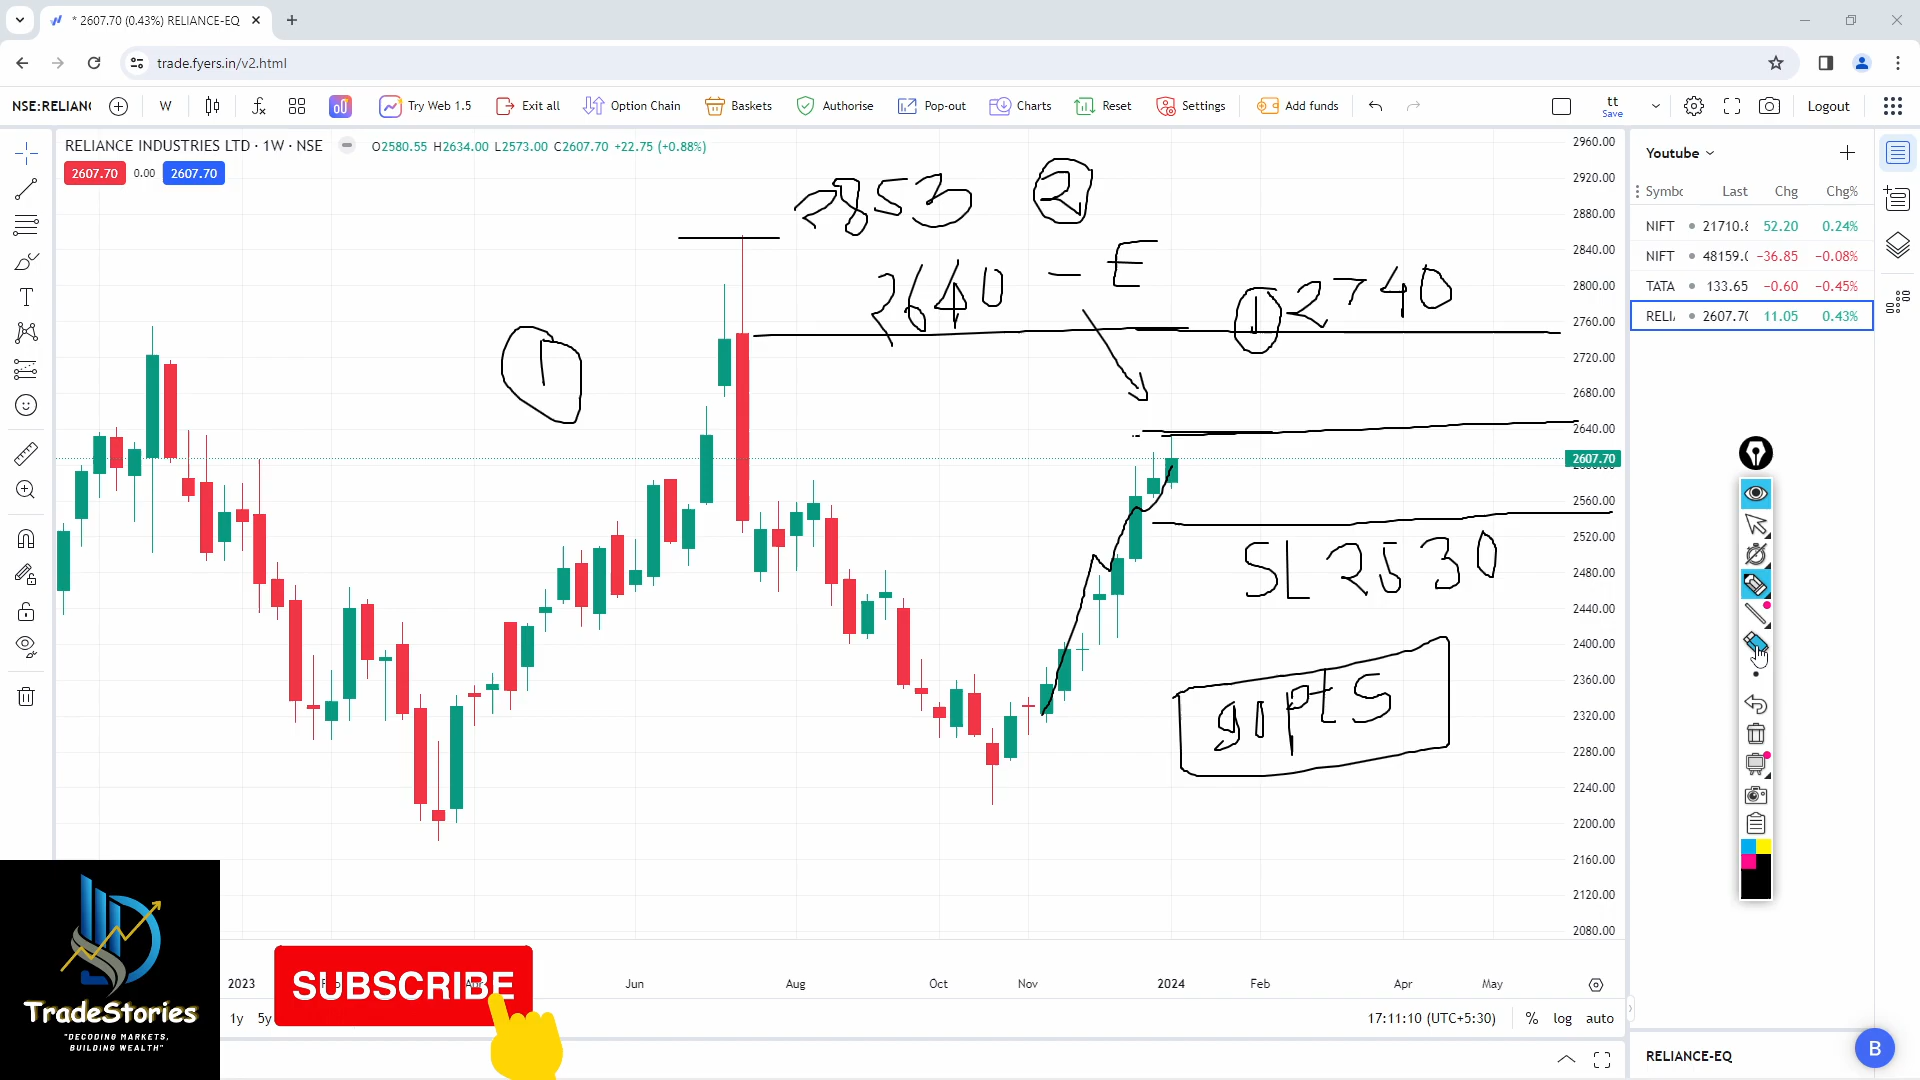 * 2607.70 (0.43%) RELIANCE-EQ
trade.fyers.in/v2.html
NSE:RELIANC W Try Web 1.5 Exit all Option Chain Baskets Authorise Pop-out Charts Reset Settings Add funds tt Save Logout
RELIANCE INDUSTRIES LTD · 1W · NSE O2580.55 H2634.00 L2573.00 C2607.70 +22.75 (+0.88%)
2607.70 0.00 2607.70
2853 2
2640 - E
1 2740
1
SL 2530
90 pts
2960.00
2920.00
2880.00
2840.00
2800.00
2760.00
2720.00
2680.00
2640.00
2607.70
2560.00
2520.00
2480.00
2440.00
2400.00
2360.00
2320.00
2280.00
2240.00
2200.00
2160.00
2120.00
2080.00
Youtube
Symbc Last Chg Chg%
NIFT 21710.8 52.20 0.24%
NIFT 48159.0 −36.85 −0.08%
TATA 133.65 −0.60 −0.45%
RELI 2607.70 11.05 0.43%
2023 Jun Aug Oct Nov 2024 Feb Apr May
1y 5y
17:11:10 (UTC+5:30) % log auto
SUBSCRIBE
TradeStories
"DECODING MARKETS,
BUILDING WEALTH"
RELIANCE-EQ
B